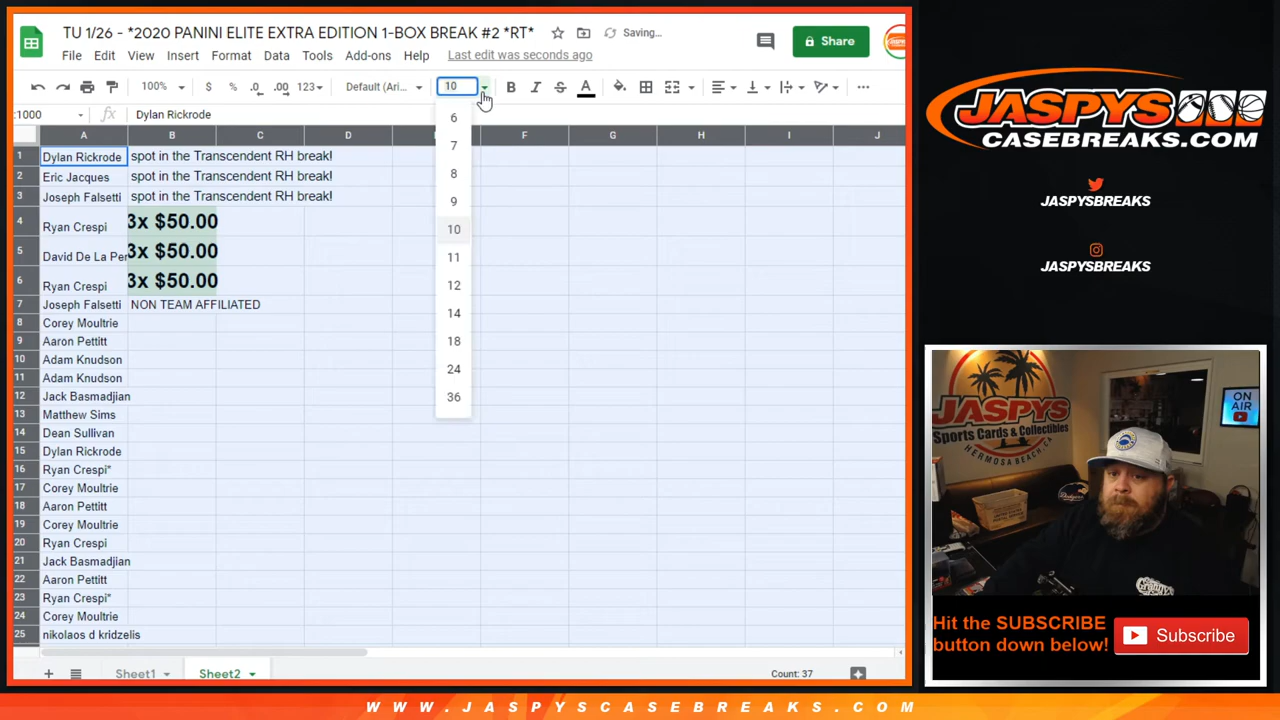 TU 1/26 - *2020 PANINI ELITE EXTRA EDITION 1-BOX BREAK #2 *RT*
Saving...
File Edit View Insert Format Data Tools Add-ons Help Last edit was seconds ago
Share
100% $ % .0 .00 123 Default (Ari... 10 B I S A
:1000 fx Dylan Rickrode
A B C D F G H I J
1 Dylan Rickrode spot in the Transcendent RH break!
2 Eric Jacques spot in the Transcendent RH break!
3 Joseph Falsetti spot in the Transcendent RH break!
4 Ryan Crespi 3x $50.00
5 David De La Per 3x $50.00
6 Ryan Crespi 3x $50.00
7 Joseph Falsetti NON TEAM AFFILIATED
8 Corey Moultrie
9 Aaron Pettitt
10 Adam Knudson
11 Adam Knudson
12 Jack Basmadjian
13 Matthew Sims
14 Dean Sullivan
15 Dylan Rickrode
16 Ryan Crespi*
17 Corey Moultrie
18 Aaron Pettitt
19 Corey Moultrie
20 Ryan Crespi
21 Jack Basmadjian
22 Aaron Pettitt
23 Ryan Crespi*
24 Corey Moultrie
25 nikolaos d kridzelis
6
7
8
9
10
11
12
14
18
24
36
Sheet1 Sheet2 Count: 37
JASPYS
CASEBREAKS.COM
JASPYSBREAKS
JASPYSBREAKS
JASPYS
Sports Cards & Collectibles
HERMOSA BEACH, CA
ON
AIR
Dodgers
Hit the SUBSCRIBE
button down below!
Subscribe
WWW.JASPYSCASEBREAKS.COM